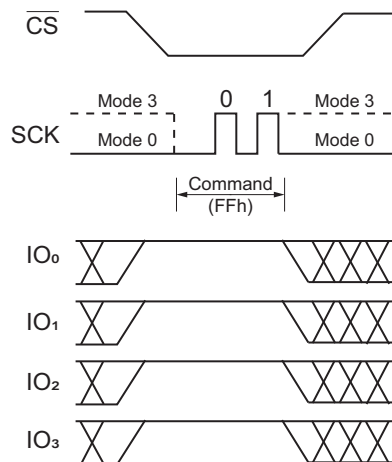 CS
0 1
Mode 3 Mode 3
SCK
Mode 0 Mode 0
Command
(FFh)
IO₀
IO₁
IO₂
IO₃